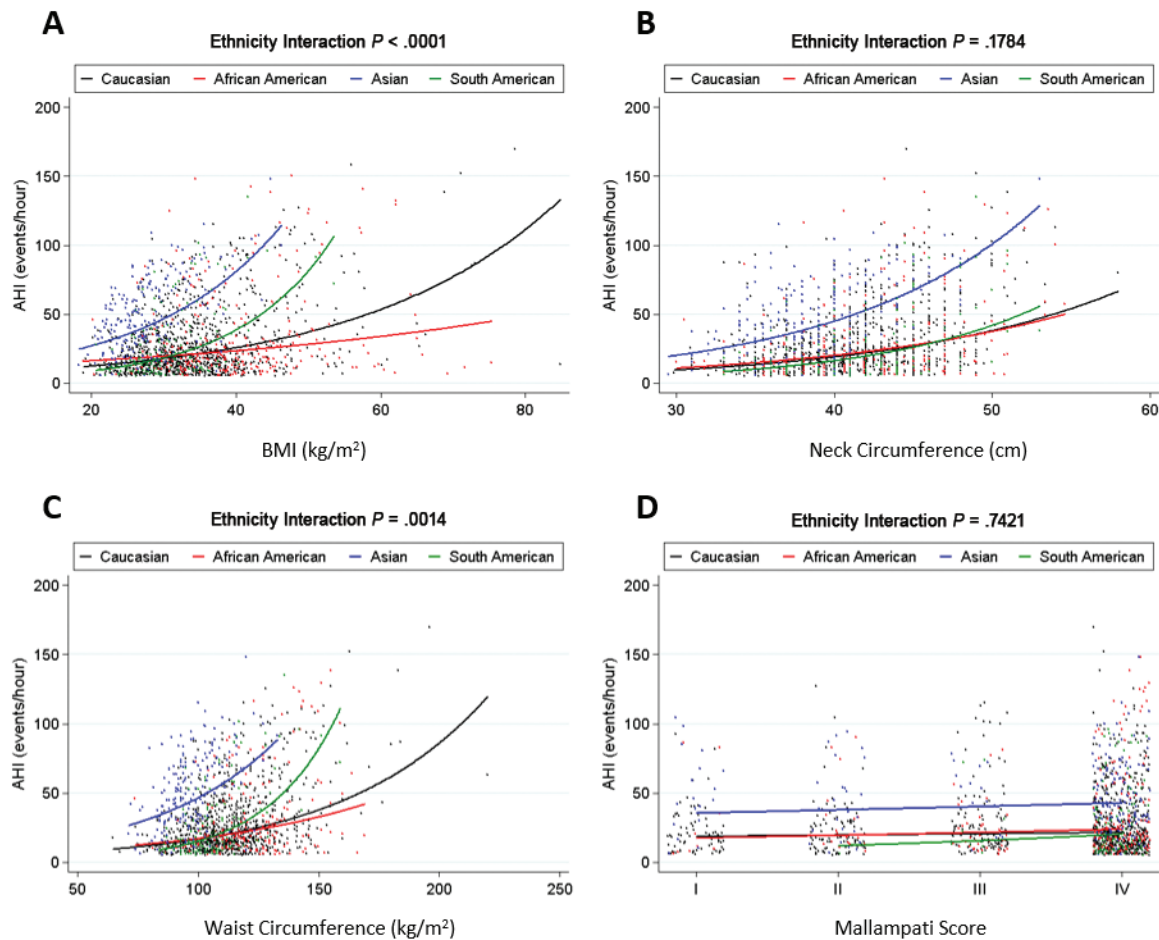 A
Ethnicity Interaction P < .0001
Caucasian African American Asian South American
AHI (events/hour)
200
150
100
50
0
20 40 60 80
BMI (kg/m²)
B
Ethnicity Interaction P = .1784
Caucasian African American Asian South American
AHI (events/hour)
200
150
100
50
0
30 40 50 60
Neck Circumference (cm)
C
Ethnicity Interaction P = .0014
Caucasian African American Asian South American
AHI (events/hour)
200
150
100
50
0
50 100 150 200 250
Waist Circumference (kg/m²)
D
Ethnicity Interaction P = .7421
Caucasian African American Asian South American
AHI (events/hour)
200
150
100
50
0
I II III IV
Mallampati Score